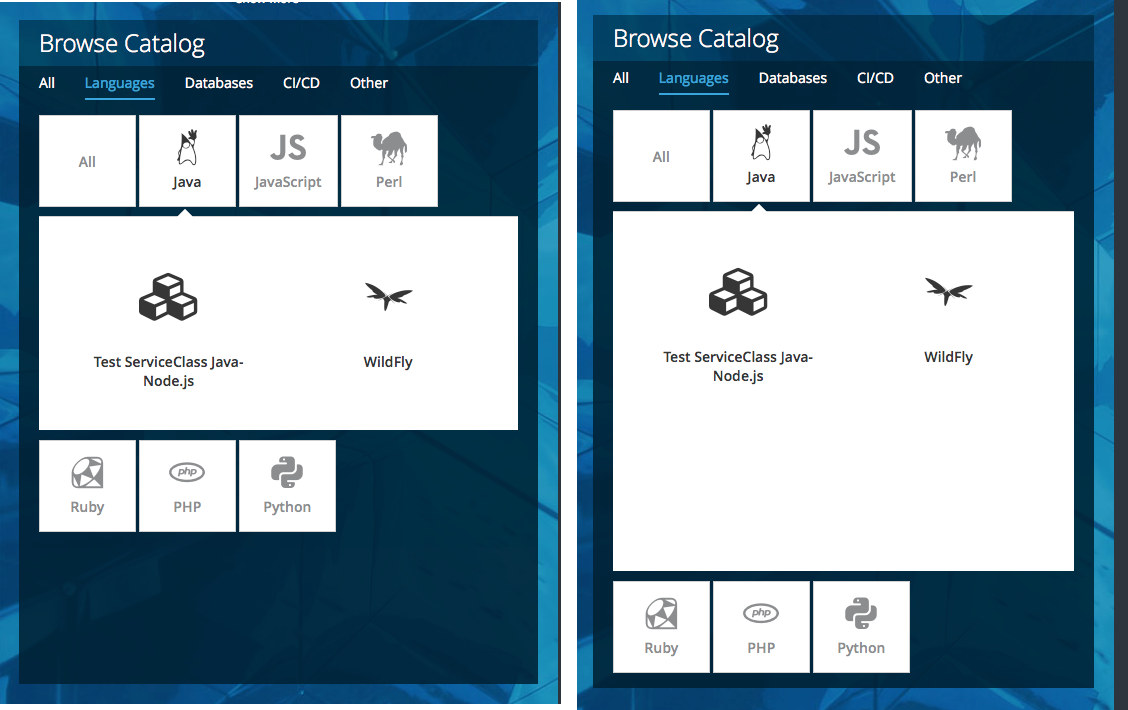 Browse Catalog
All Languages Databases CI/CD Other
All
Java
JS
JavaScript
Perl
Test ServiceClass Java-
Node.js
WildFly
Ruby
php
PHP
Python
Browse Catalog
All Languages Databases CI/CD Other
All
Java
JS
JavaScript
Perl
Test ServiceClass Java-
Node.js
WildFly
Ruby
php
PHP
Python